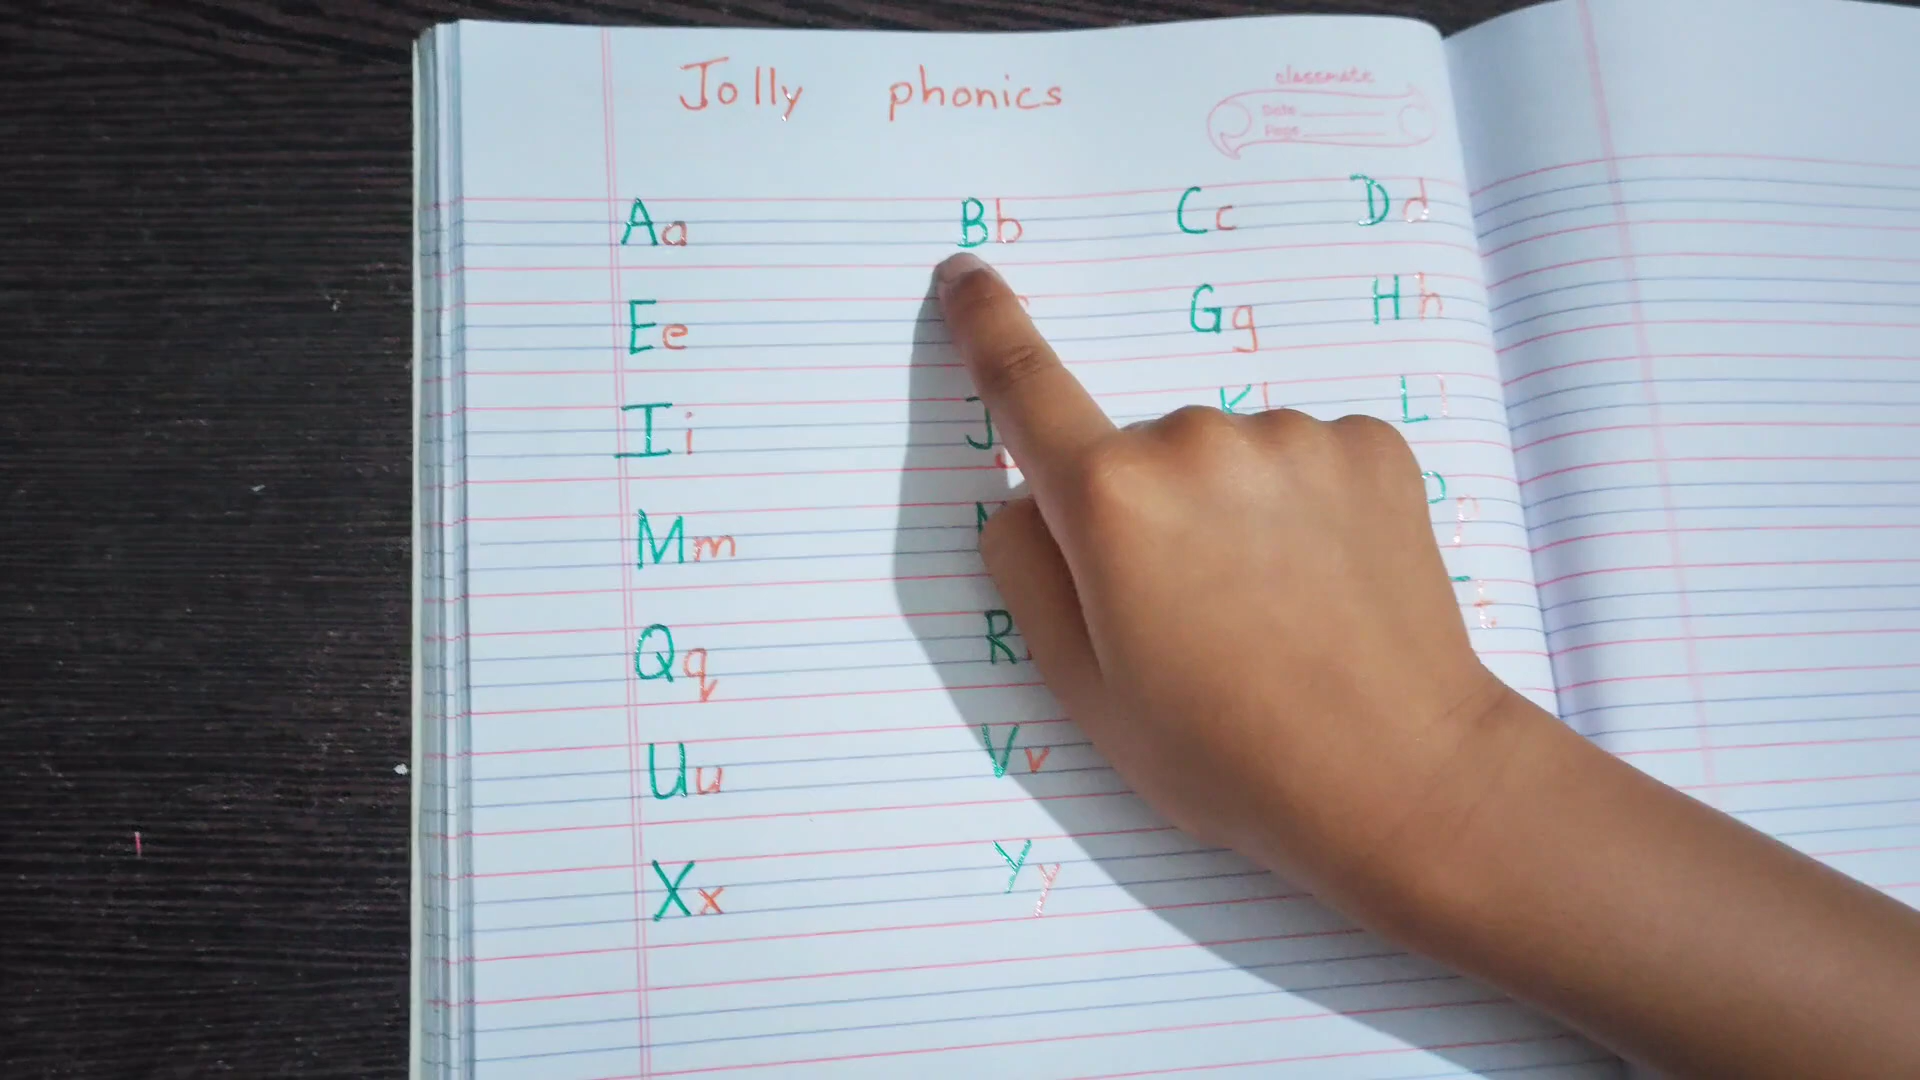 Jolly phonics
classmate
Date
Page
Aa Bb Cc Dd
Ee Gg Hh
Ii J L l
Mm Pp
Qq R t
Uu Vv
Xx Yy